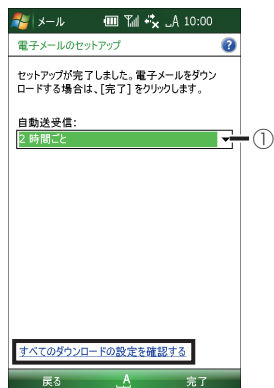 メール 10:00
電子メールのセットアップ
セットアップが完了しました。電子メールをダウン
ロードする場合は、[完了] をクリックします。
自動送受信:
2 時間ごと
①
すべてのダウンロードの設定を確認する
戻る A 完了